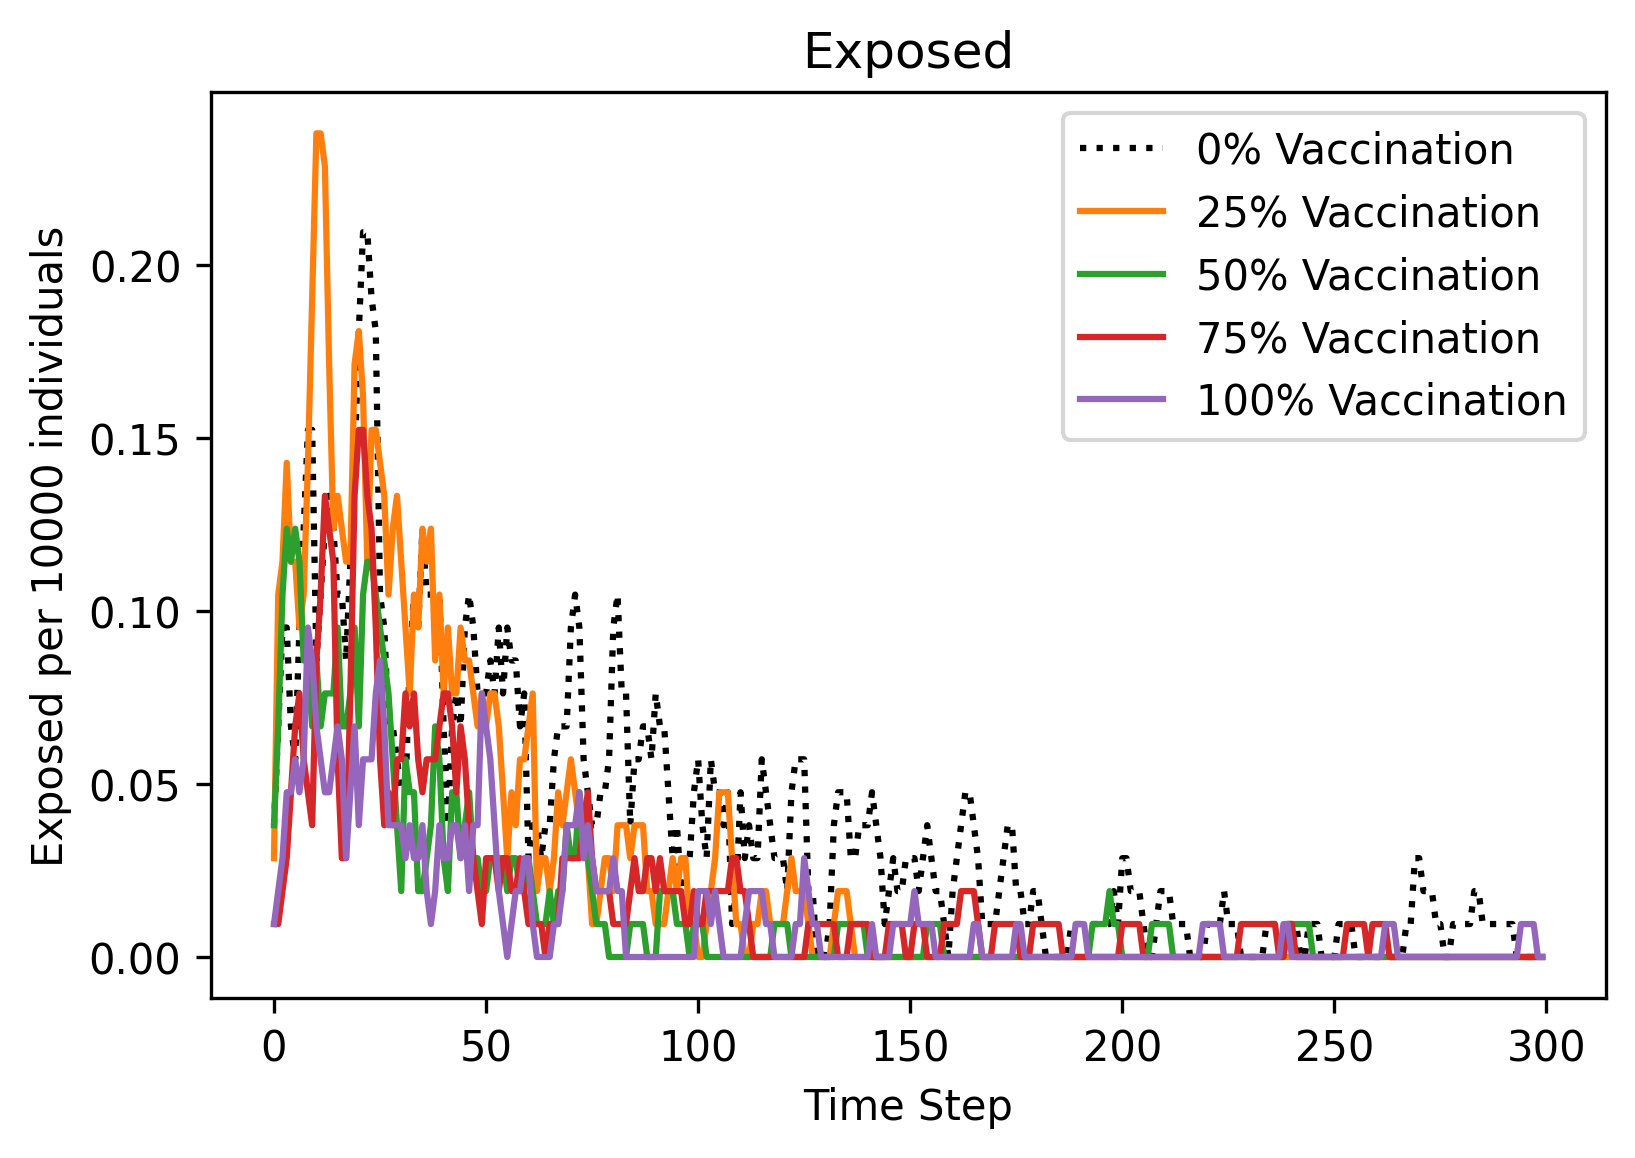 Exposed
Exposed per 10000 individuals
0.20
0.15
0.10
0.05
0.00
0% Vaccination
25% Vaccination
50% Vaccination
75% Vaccination
100% Vaccination
0 50 100 150 200 250 300
Time Step